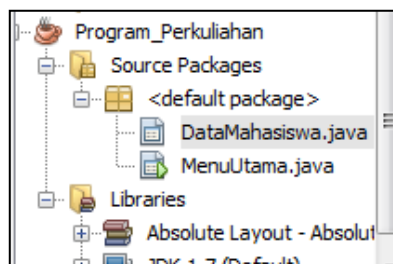 Program_Perkuliahan
Source Packages
<default package>
DataMahasiswa.java
MenuUtama.java
Libraries
Absolute Layout - Absolut
JDK 1.7 (Default)